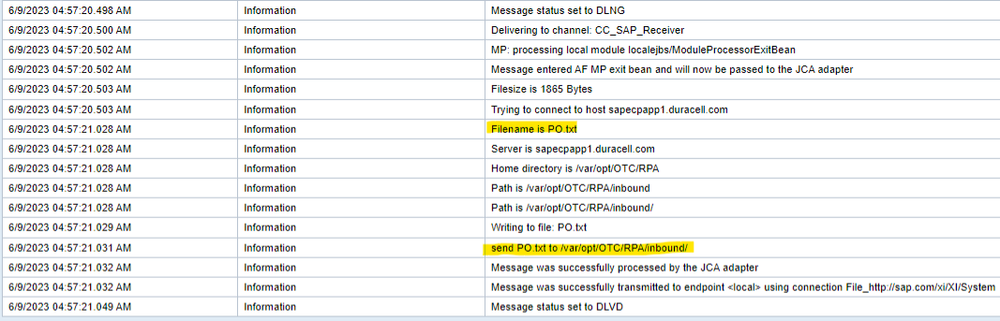 6/9/2023 04:57:20.498 AM Information Message status set to DLNG
6/9/2023 04:57:20.500 AM Information Delivering to channel: CC_SAP_Receiver
6/9/2023 04:57:20.502 AM Information MP: processing local module localejbs/ModuleProcessorExitBean
6/9/2023 04:57:20.502 AM Information Message entered AF MP exit bean and will now be passed to the JCA adapter
6/9/2023 04:57:20.503 AM Information Filesize is 1865 Bytes
6/9/2023 04:57:20.503 AM Information Trying to connect to host sapecpapp1.duracell.com
6/9/2023 04:57:21.028 AM Information Filename is PO.txt
6/9/2023 04:57:21.028 AM Information Server is sapecpapp1.duracell.com
6/9/2023 04:57:21.028 AM Information Home directory is /var/opt/OTC/RPA
6/9/2023 04:57:21.028 AM Information Path is /var/opt/OTC/RPA/inbound
6/9/2023 04:57:21.028 AM Information Path is /var/opt/OTC/RPA/inbound/
6/9/2023 04:57:21.029 AM Information Writing to file: PO.txt
6/9/2023 04:57:21.031 AM Information send PO.txt to /var/opt/OTC/RPA/inbound/
6/9/2023 04:57:21.032 AM Information Message was successfully processed by the JCA adapter
6/9/2023 04:57:21.032 AM Information Message was successfully transmitted to endpoint <local> using connection File_http://sap.com/xi/XI/System
6/9/2023 04:57:21.049 AM Information Message status set to DLVD